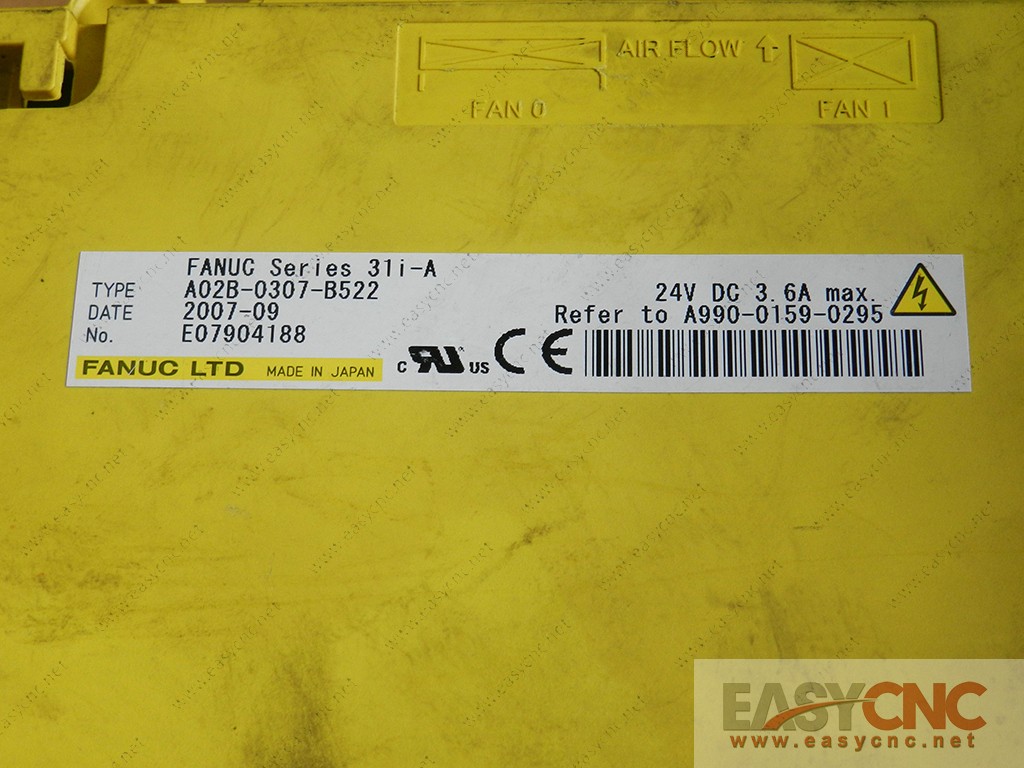 AIR FLOW
FAN 0
FAN 1
FANUC Series 31i-A
TYPE A02B-0307-B522
DATE 2007-09
No. E07904188
24V DC 3.6A max.
Refer to A990-0159-0295
FANUC LTD MADE IN JAPAN
c RU US CE
EASYCNC
www.easycnc.net